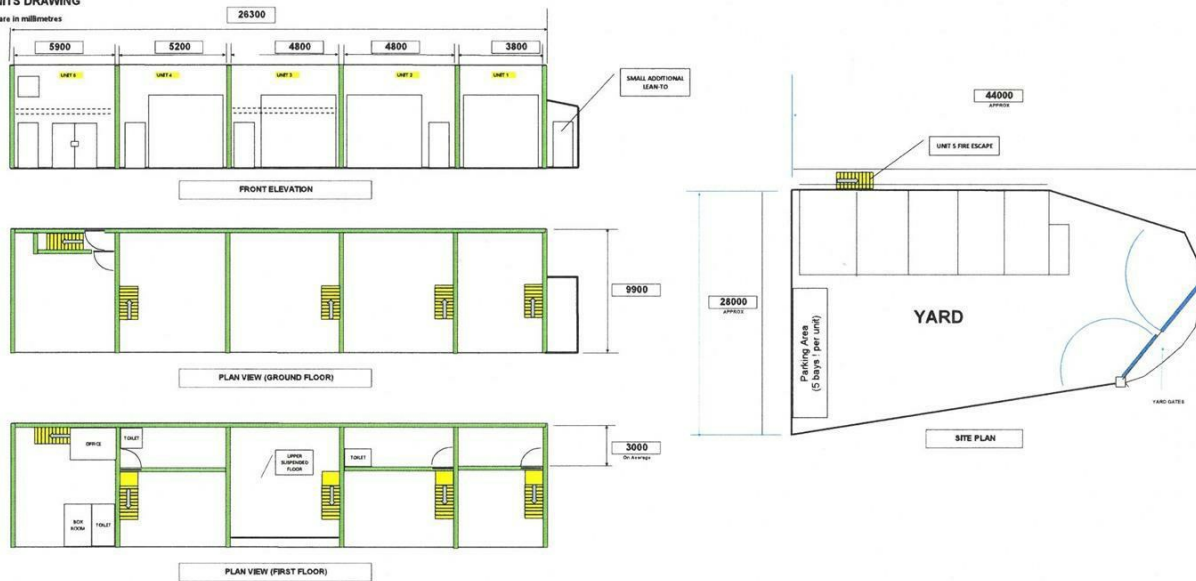 NITS DRAWING
are in millimetres
26300
5900
5200
4800
4800
3800
UNIT 5
UNIT 4
UNIT 3
UNIT 2
UNIT 1
SMALL ADDITIONAL
LEAN-TO
FRONT ELEVATION
9900
PLAN VIEW (GROUND FLOOR)
OFFICE
TOILET
UPPER
SUSPENDED
FLOOR
TOILET
BOX
ROOM
TOILET
3000
On Average
PLAN VIEW (FIRST FLOOR)
44000
APPROX
UNIT 5 FIRE ESCAPE
28000
APPROX
YARD
Parking Area
(5 bays ! per unit)
YARD GATES
SITE PLAN